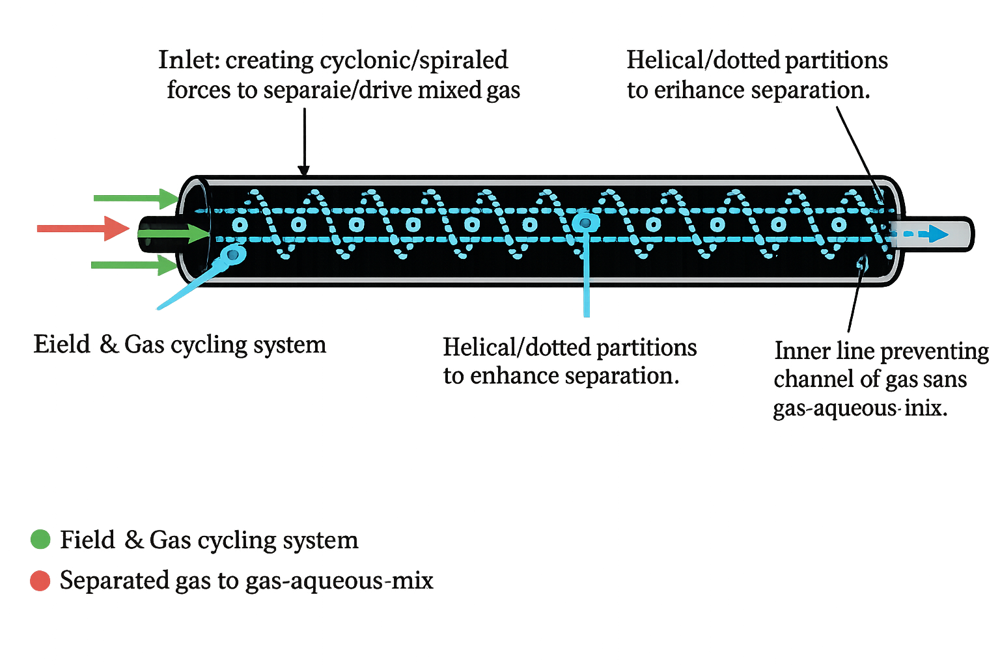 Inlet: creating cyclonic/spiraled
forces to separaie/drive mixed gas
Helical/dotted partitions
to erihance separation.
Eield & Gas cycling system
Helical/dotted partitions
to enhance separation.
Inner line preventing
channel of gas sans
gas-aqueous-inix.
Field & Gas cycling system
Separated gas to gas-aqueous-mix